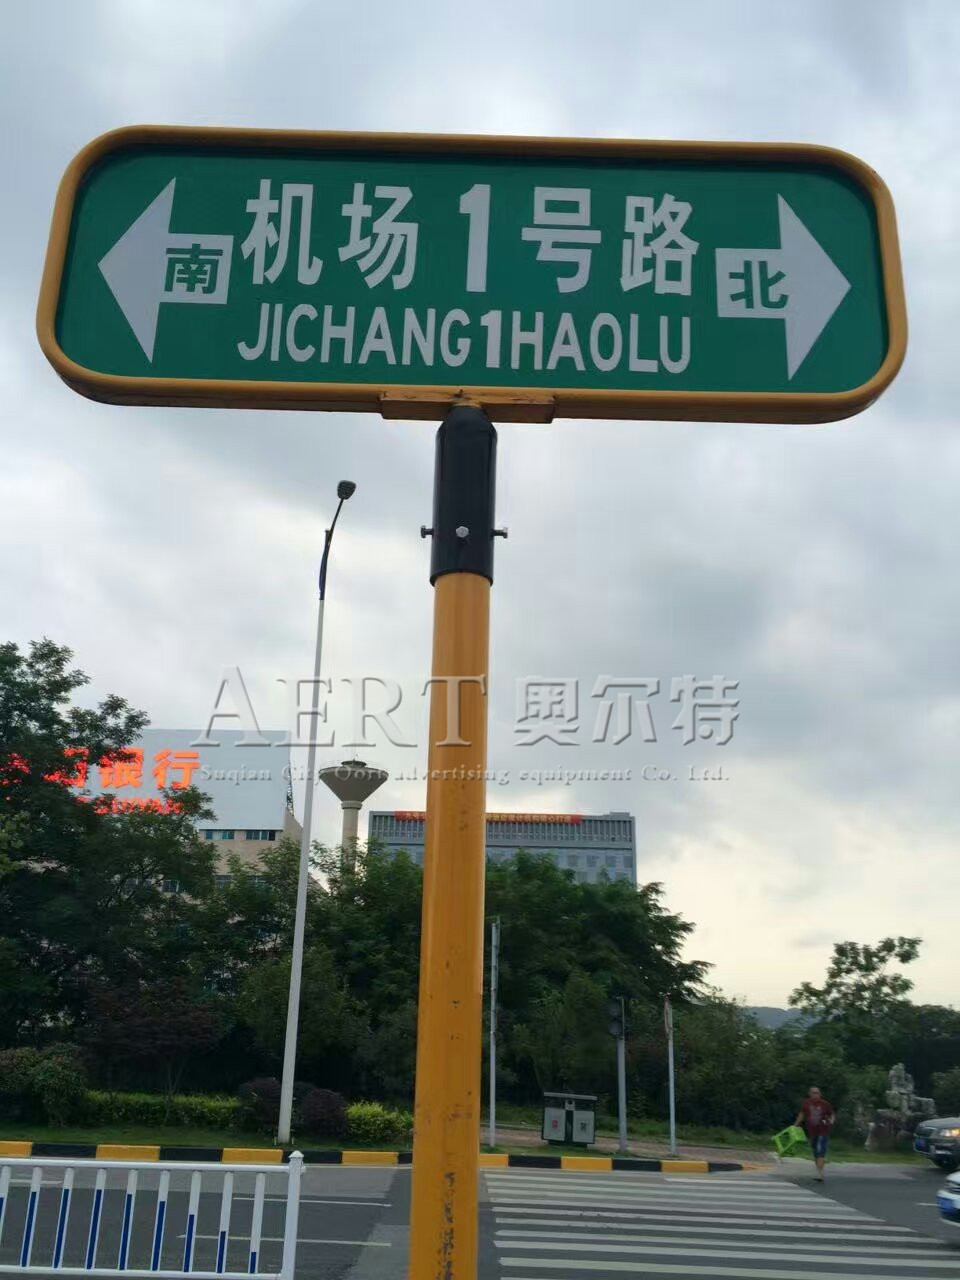 南 机场1号路 北
JICHANG1HAOLU
AERT 奥尔特
Suqian City Oort advertising equipment Co. Ltd.
银行